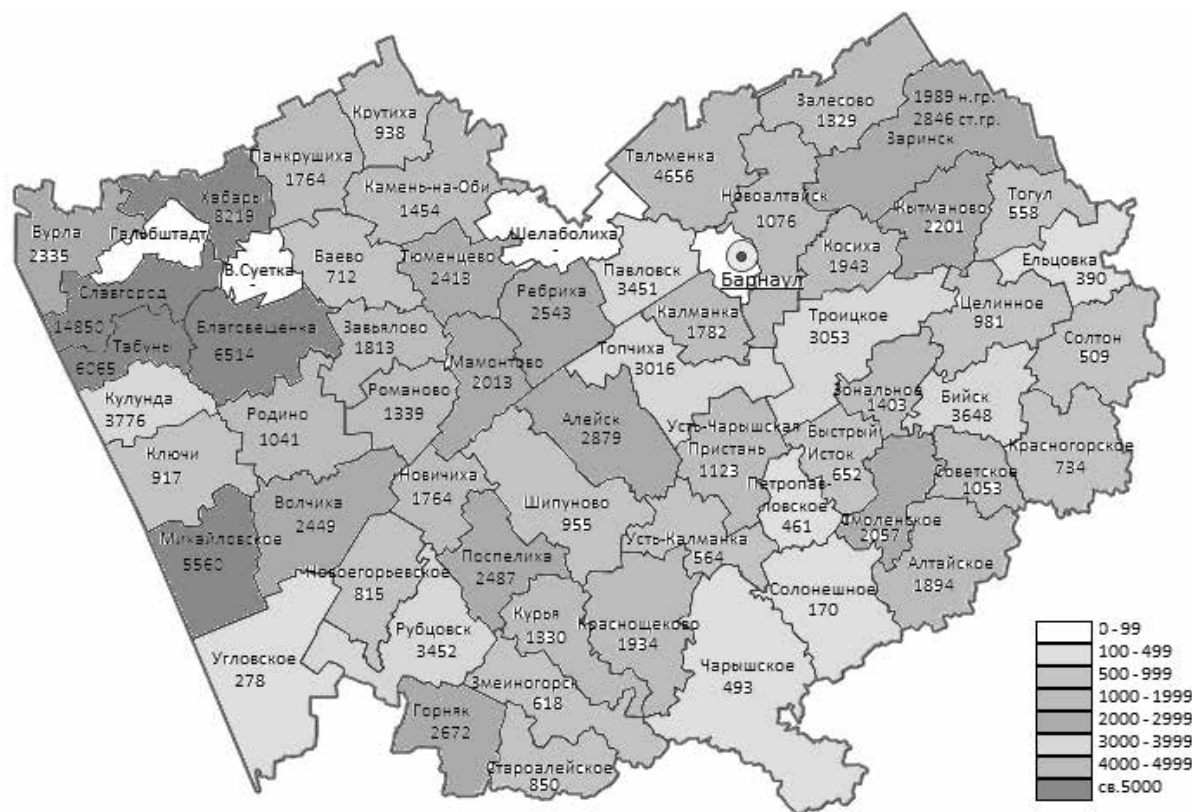 Крутиха
938
Панкрушиха
1764
Камень-на-Оби
1454
Хабары
8219
Гальбштадт
-
Бурла
2335
В.Суетка
-
Баево
712
Тюменцево
2413
Шелаболиха
-
Славгород
14850
Табуны
6065
Благовещенка
6514
Завьялово
1813
Ребриха
2543
Павловск
3451
Мамонтово
2013
Романово
1339
Кулунда
3776
Родино
1041
Ключи
917
Залесово
1329
1989 н.гр.
2846 ст.гр.
Заринск
Тальменка
4656
Новоалтайск
1076
Барнаул
Кытманово
2201
Тогул
558
Косиха
1943
Ельцовка
390
Калманка
1782
Троицкое
3053
Целинное
981
Солтон
509
Топчиха
3016
Зональное
1403
Бийск
3648
Алейск
2879
Усть-Чарышская
Пристань
1123
Быстрый
Исток
652
Красногорское
734
Советское
1053
Петропав-
ловское
461
Смоленское
2057
Алтайское
1894
Новичиха
1764
Шипуново
955
Волчиха
2449
Михайловское
5560
Усть-Калманка
564
Поспелиха
2487
Новоегорьевское
815
Солонешное
170
Курья
1330
Краснощеково
1934
Рубцовск
3452
Угловское
278
Чарышское
493
Змеиногорск
618
Горняк
2672
Староалейское
850
0 - 99
100 - 499
500 - 999
1000 - 1999
2000 - 2999
3000 - 3999
4000 - 4999
св.5000